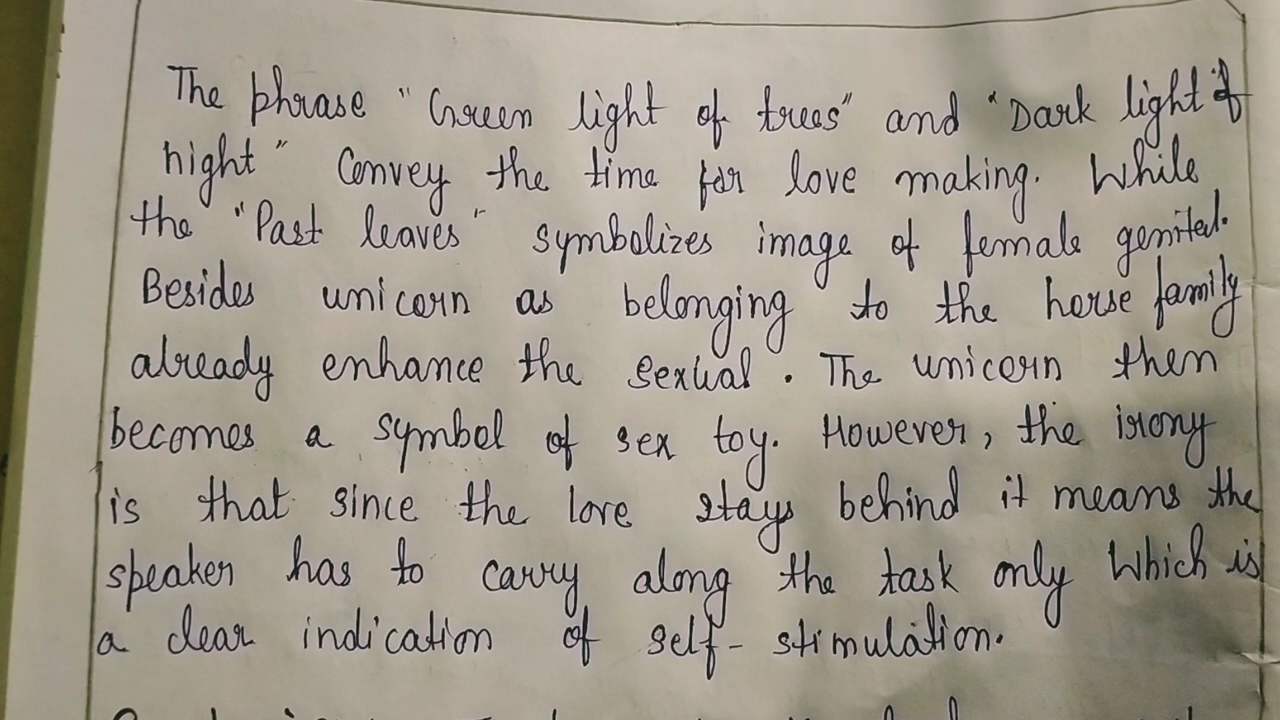 The phrase "Green light of trees" and "Dark light of
night" Convey the time for love making. While
the "Past leaves" symbolizes image of female genital.
Besides unicorn as belonging to the horse family
already enhance the sexual. The unicorn then
becomes a symbol of sex toy. However, the irony
is that since the love stays behind it means the
speaker has to carry along the task only which is
a clear indication of self-stimulation.